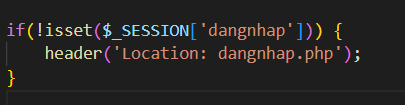 if(!isset($_SESSION['dangnhap'])) {
    header('Location: dangnhap.php');
}